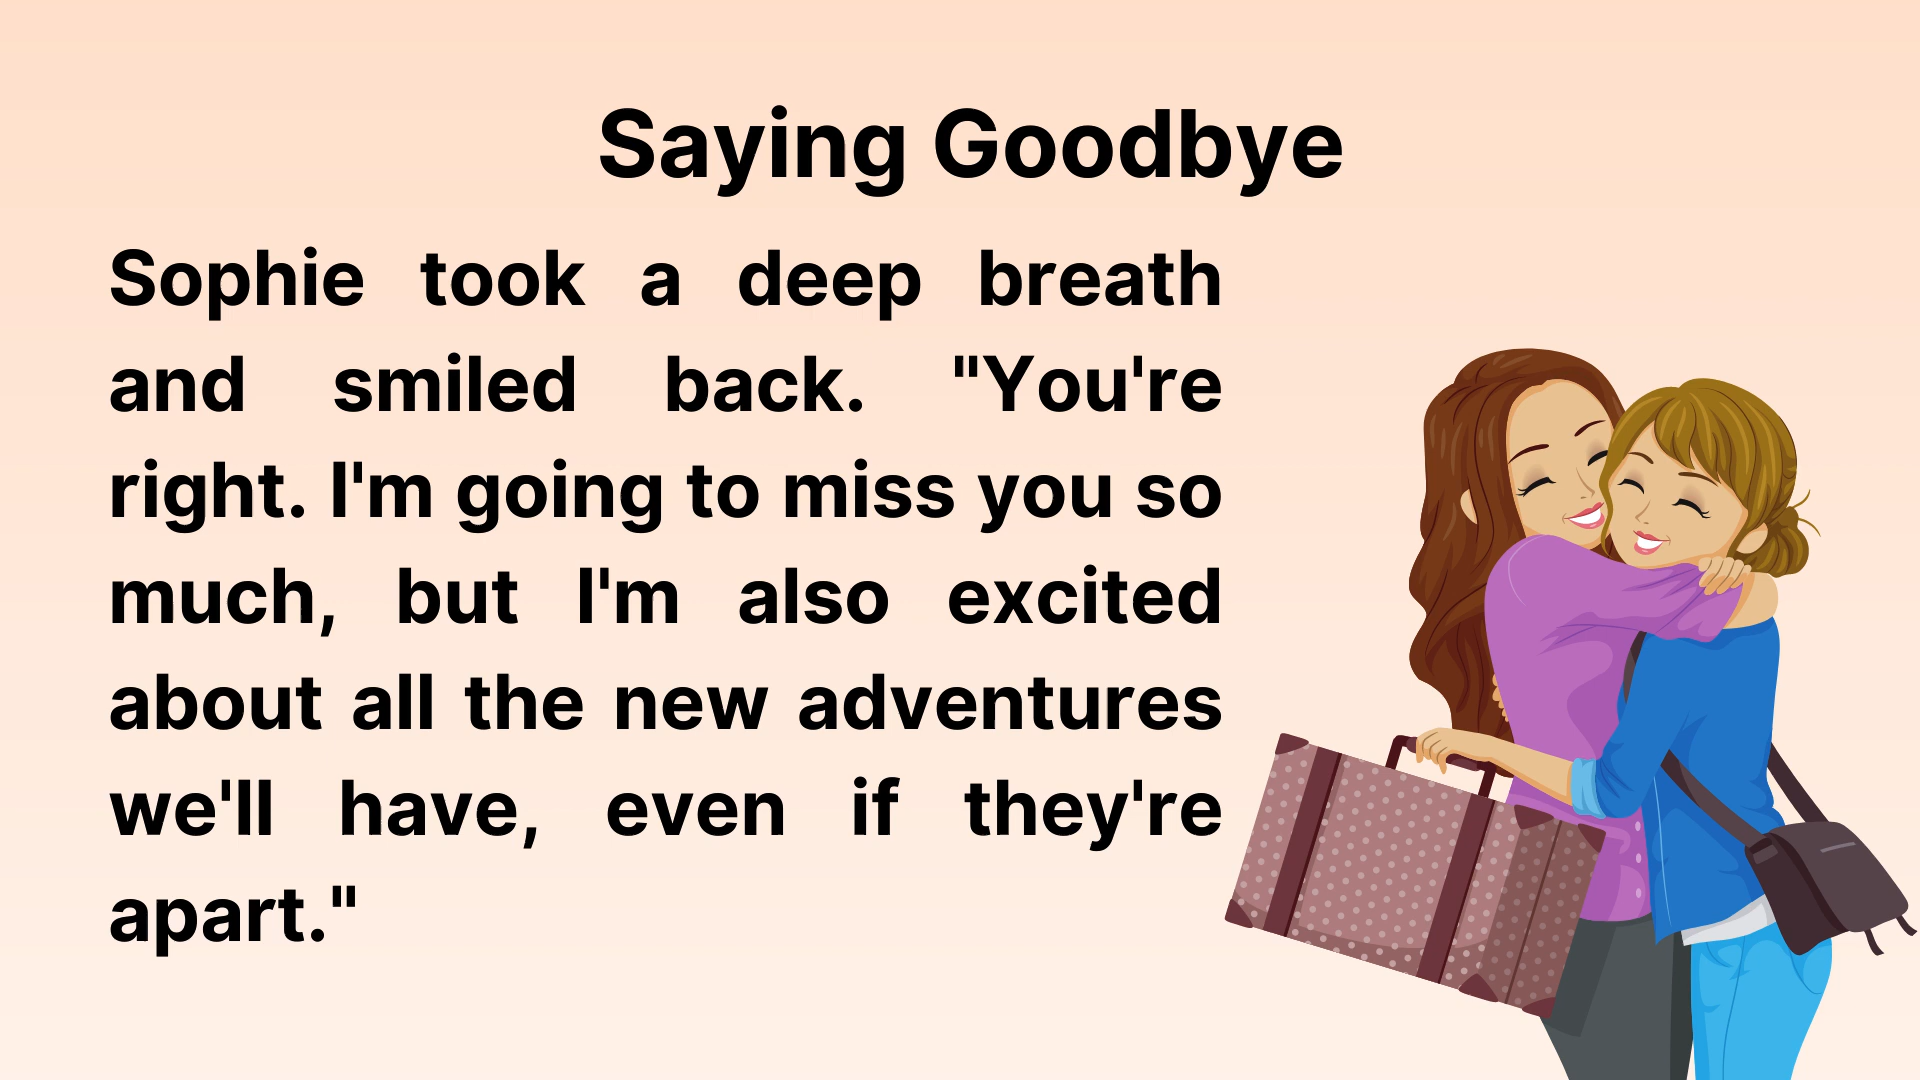 Saying Goodbye
Sophie took a deep breath
and smiled back. "You're
right. I'm going to miss you so
much, but I'm also excited
about all the new adventures
we'll have, even if they're
apart."